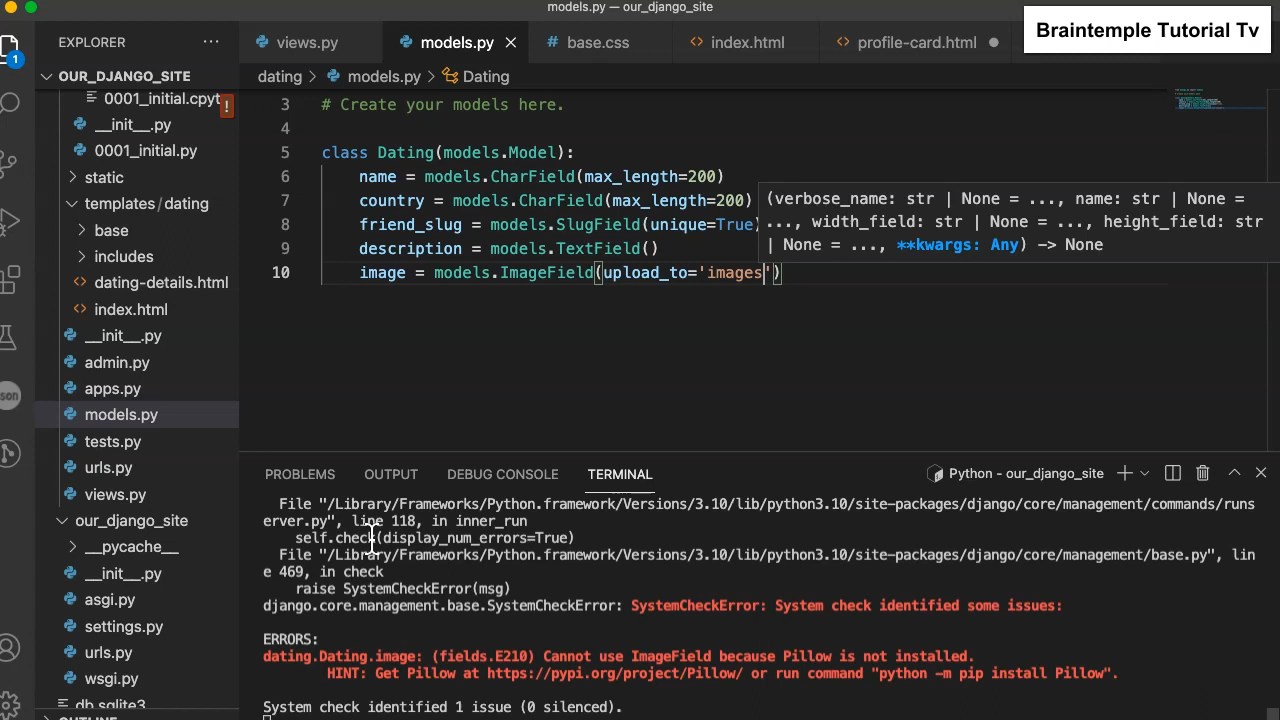 models.py — our_django_site
Braintemple Tutorial Tv
EXPLORER
views.py
models.py
# base.css
<> index.html
<> profile-card.html
OUR_DJANGO_SITE
dating > models.py > Dating
0001_initial.cpyt
!
__init__.py
0001_initial.py
static
templates/dating
base
includes
<> dating-details.html
<> index.html
__init__.py
admin.py
apps.py
models.py
tests.py
urls.py
views.py
our_django_site
__pycache__
__init__.py
asgi.py
settings.py
urls.py
wsgi.py
db.sqlite3
OUTLINE
1
3 # Create your models here.
4
5 class Dating(models.Model):
6 name = models.CharField(max_length=200)
7 country = models.CharField(max_length=200)
8 friend_slug = models.SlugField(unique=True)
9 description = models.TextField()
10 image = models.ImageField(upload_to='images')
(verbose_name: str | None = ..., name: str | None =
..., width_field: str | None = ..., height_field: str
| None = ..., **kwargs: Any) -> None
PROBLEMS OUTPUT DEBUG CONSOLE TERMINAL
Python - our_django_site
File "/Library/Frameworks/Python.framework/Versions/3.10/lib/python3.10/site-packages/django/core/management/commands/runs
erver.py", line 118, in inner_run
self.check(display_num_errors=True)
File "/Library/Frameworks/Python.framework/Versions/3.10/lib/python3.10/site-packages/django/core/management/base.py", lin
e 469, in check
raise SystemCheckError(msg)
django.core.management.base.SystemCheckError: SystemCheckError: System check identified some issues:
ERRORS:
dating.Dating.image: (fields.E210) Cannot use ImageField because Pillow is not installed.
HINT: Get Pillow at https://pypi.org/project/Pillow/ or run command "python -m pip install Pillow".
System check identified 1 issue (0 silenced).